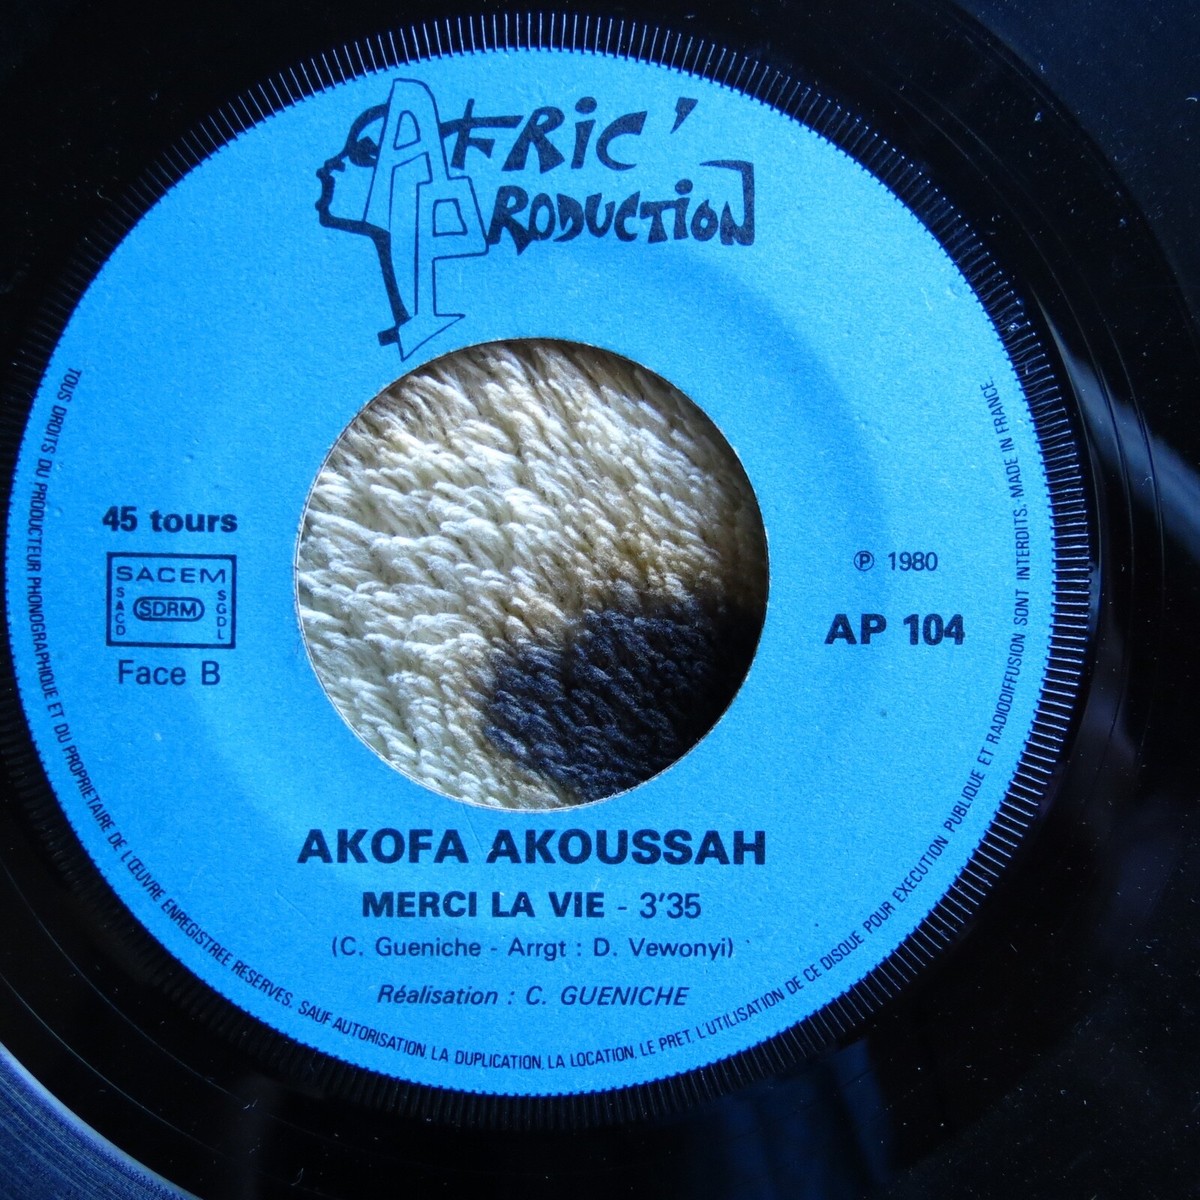 AFRIC'
PRODUCTION
45 tours
SACEM
SACD
SDRM
SGDL
Face B
℗ 1980
AP 104
AKOFA AKOUSSAH
MERCI LA VIE - 3'35
(C. Gueniche - Arrgt : D. Vewonyi)
Réalisation : C. GUENICHE
TOUS DROITS DU PRODUCTEUR PHONOGRAPHIQUE ET DU PROPRIETAIRE DE L'ŒUVRE ENREGISTREE RESERVES. SAUF AUTORISATION, LA DUPLICATION, LA LOCATION, LE PRET, L'UTILISATION DE CE DISQUE POUR EXECUTION PUBLIQUE ET RADIODIFFUSION SONT INTERDITS. MADE IN FRANCE.